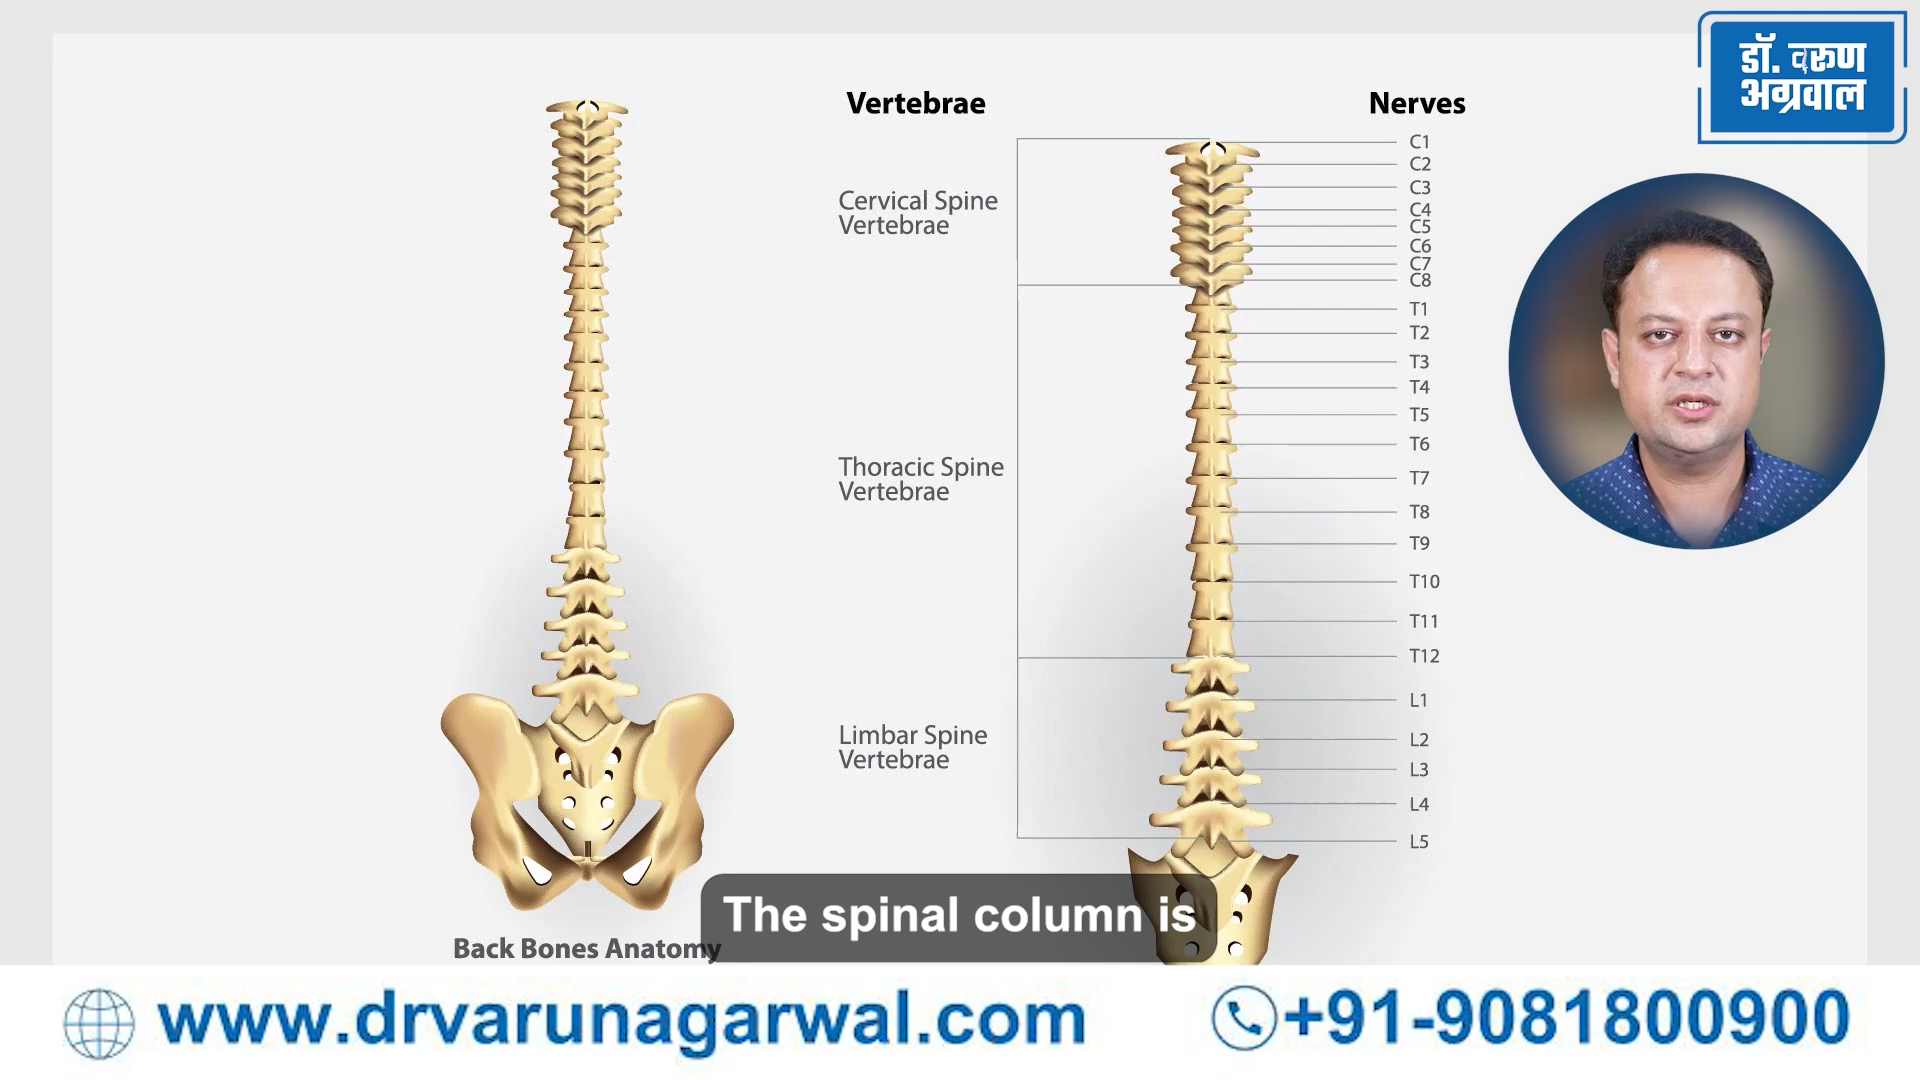 डॉ. वरूण
अग्रवाल
Vertebrae
Nerves
Cervical Spine
Vertebrae
Thoracic Spine
Vertebrae
Limbar Spine
Vertebrae
C1
C2
C3
C4
C5
C6
C7
C8
T1
T2
T3
T4
T5
T6
T7
T8
T9
T10
T11
T12
L1
L2
L3
L4
L5
The spinal column is
Back Bones Anatomy
www.drvarunagarwal.com
+91-9081800900